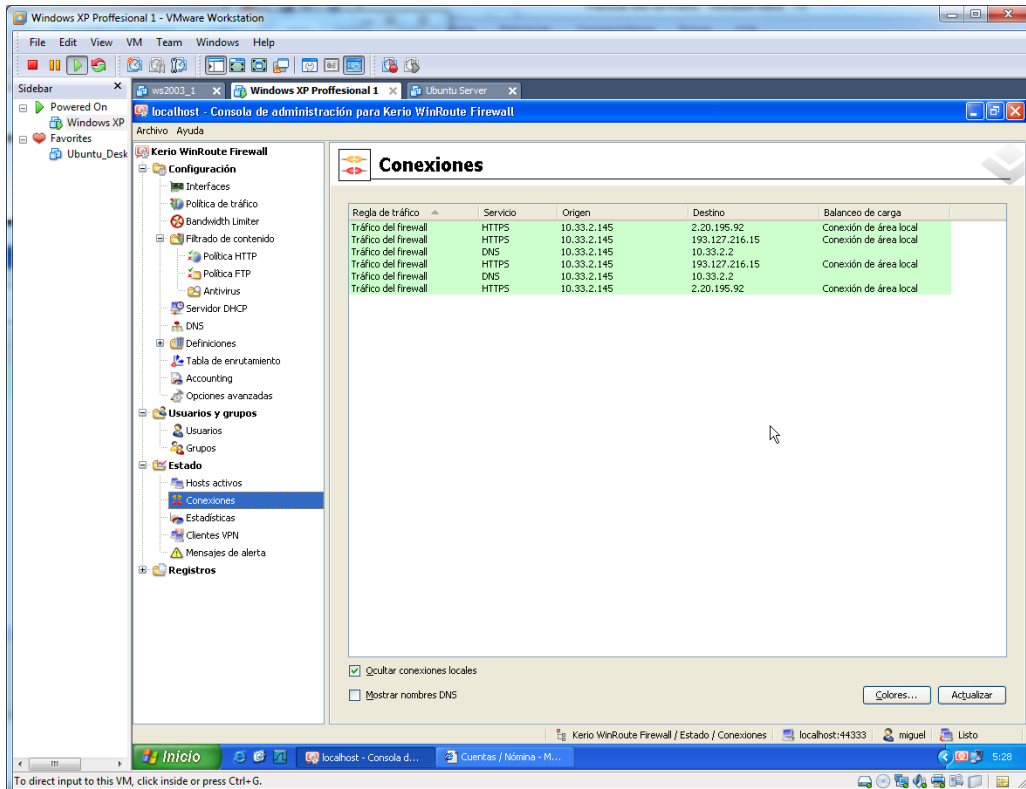 Windows XP Proffesional 1 - VMware Workstation
File Edit View VM Team Windows Help
Sidebar
Powered On
Windows XP
Favorites
Ubuntu_Desk
ws2003_1
Windows XP Proffesional 1
Ubuntu Server
localhost - Consola de administración para Kerio WinRoute Firewall
Archivo Ayuda
Kerio WinRoute Firewall
Configuración
Interfaces
Política de tráfico
Bandwidth Limiter
Filtrado de contenido
Política HTTP
Política FTP
Antivirus
Servidor DHCP
DNS
Definiciones
Tabla de enrutamiento
Accounting
Opciones avanzadas
Usuarios y grupos
Usuarios
Grupos
Estado
Hosts activos
Conexiones
Estadísticas
Clientes VPN
Mensajes de alerta
Registros
Conexiones
Regla de tráfico Servicio Origen Destino Balanceo de carga
Tráfico del firewall HTTPS 10.33.2.145 2.20.195.92 Conexión de área local
Tráfico del firewall HTTPS 10.33.2.145 193.127.216.15 Conexión de área local
Tráfico del firewall DNS 10.33.2.145 10.33.2.2
Tráfico del firewall HTTPS 10.33.2.145 193.127.216.15 Conexión de área local
Tráfico del firewall DNS 10.33.2.145 10.33.2.2
Tráfico del firewall HTTPS 10.33.2.145 2.20.195.92 Conexión de área local
Ocultar conexiones locales
Mostrar nombres DNS
Colores... Actualizar
Kerio WinRoute Firewall / Estado / Conexiones localhost:44333 miguel Listo
Inicio localhost - Consola d... Cuentas / Nómina - M... 5:28
To direct input to this VM, click inside or press Ctrl+G.